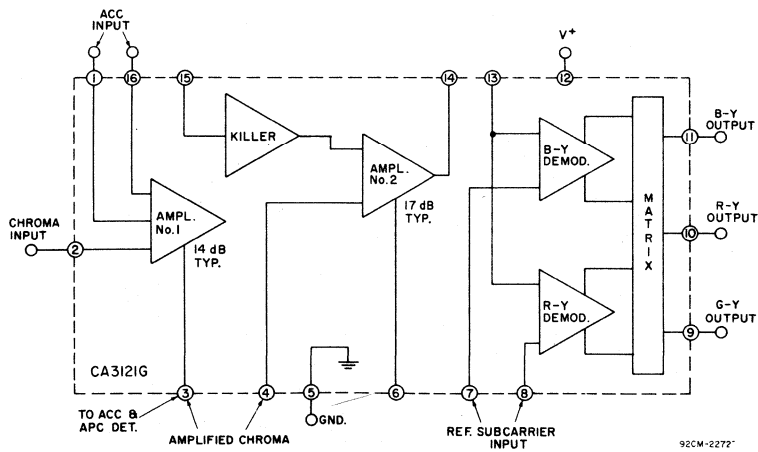 ACC
INPUT
V+
1
16
15
14
13
12
KILLER
AMPL.
No.2
17 dB
TYP.
AMPL.
No.1
14 dB
TYP.
CHROMA
INPUT
2
B-Y
DEMOD.
R-Y
DEMOD.
MATRIX
11
B-Y
OUTPUT
10
R-Y
OUTPUT
9
G-Y
OUTPUT
CA3121G
3
4
5
6
7
8
TO ACC &
APC DET.
AMPLIFIED CHROMA
GND.
REF. SUBCARRIER
INPUT
92CM-2272